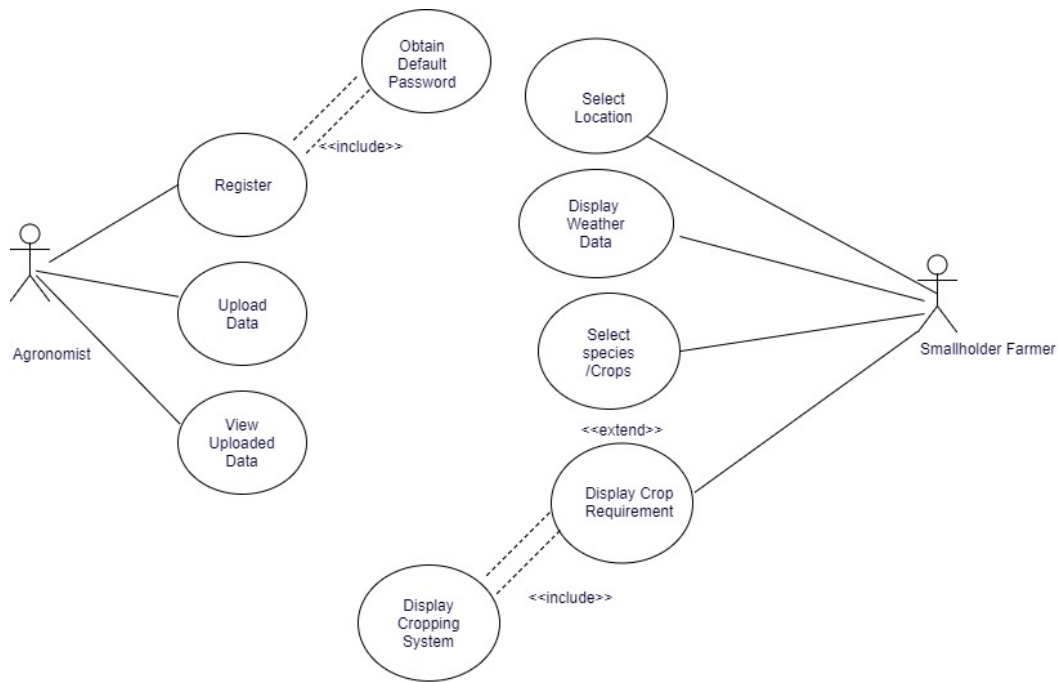 Obtain
Default
Password
<<include>>
Register
Upload
Data
View
Uploaded
Data
Agronomist
Select
Location
Display
Weather
Data
Select
species
/Crops
<<extend>>
Display Crop
Requirement
<<include>>
Display
Cropping
System
Smallholder Farmer